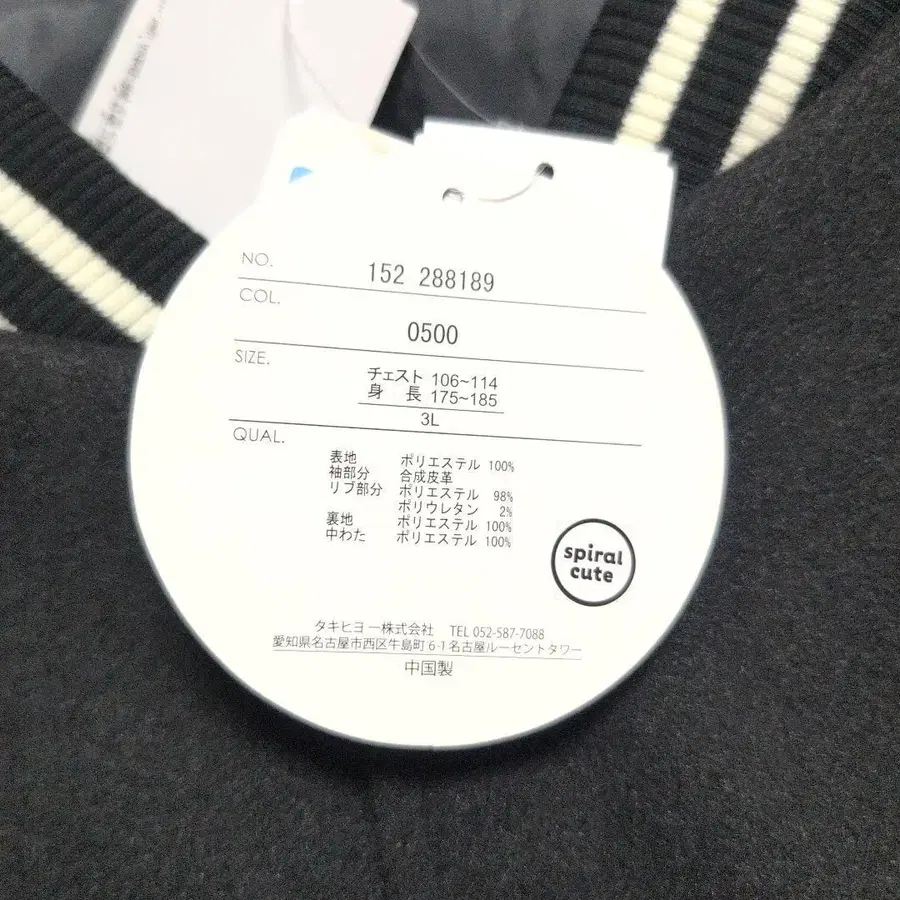 NO. 152 288189
COL. 0500
SIZE.
チェスト 106~114
身 長 175~185
3L
QUAL.
表地 ポリエステル 100%
袖部分 合成皮革
リブ部分 ポリエステル 98%
ポリウレタン 2%
裏地 ポリエステル 100%
中わた ポリエステル 100%
spiral
cute
タキヒヨー株式会社 TEL 052-587-7088
愛知県名古屋市西区牛島町 6-1 名古屋ルーセントタワー
中国製